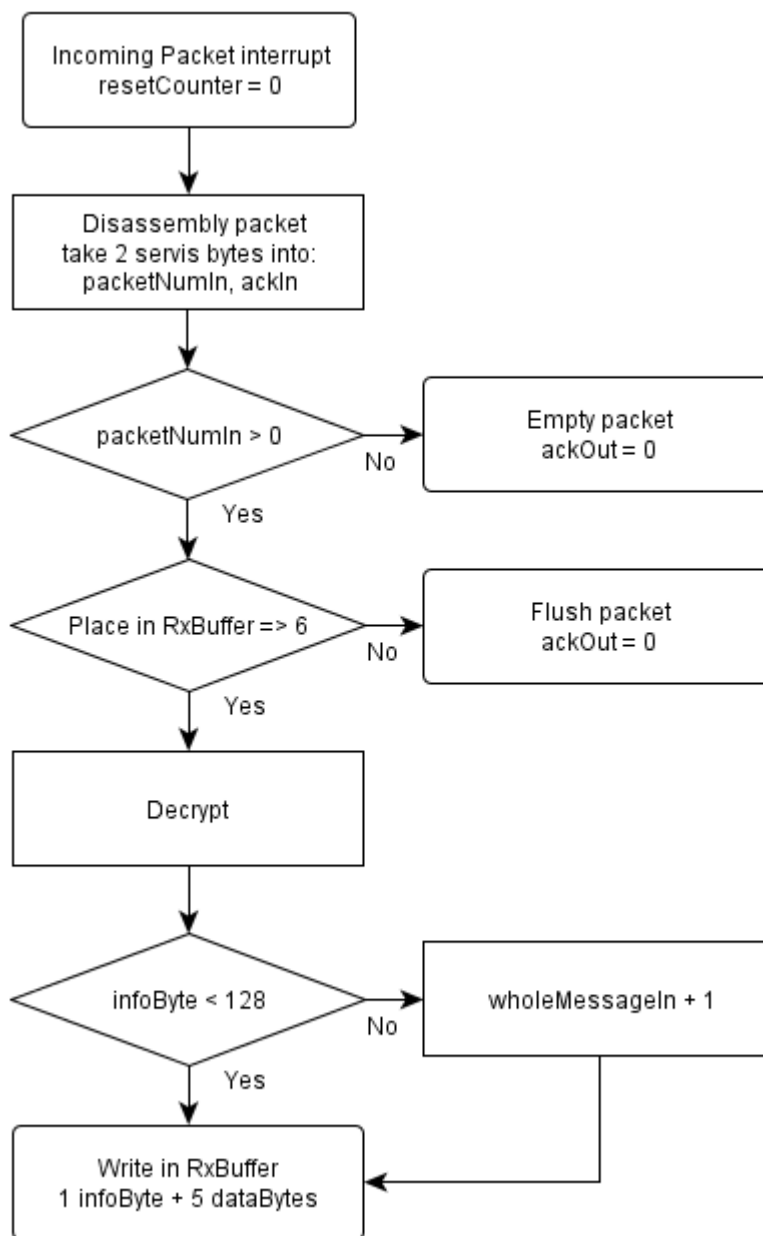 Incoming Packet interrupt
resetCounter = 0
Disassembly packet
take 2 servis bytes into:
packetNumIn, ackIn
packetNumIn > 0
No
Empty packet
ackOut = 0
Yes
Place in RxBuffer => 6
No
Flush packet
ackOut = 0
Yes
Decrypt
infoByte < 128
No
wholeMessageIn + 1
Yes
Write in RxBuffer
1 infoByte + 5 dataBytes